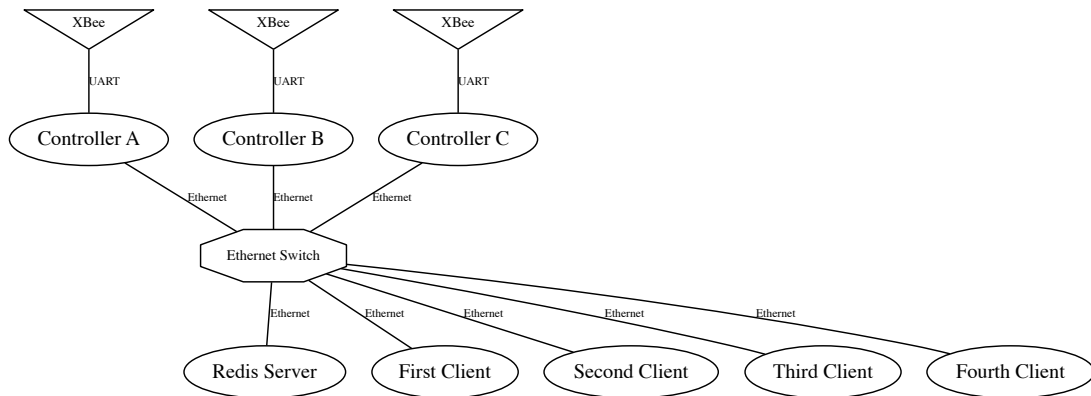 XBee
XBee
XBee
UART
UART
UART
Controller A
Controller B
Controller C
Ethernet
Ethernet
Ethernet
Ethernet Switch
Ethernet
Ethernet
Ethernet
Ethernet
Ethernet
Redis Server
First Client
Second Client
Third Client
Fourth Client